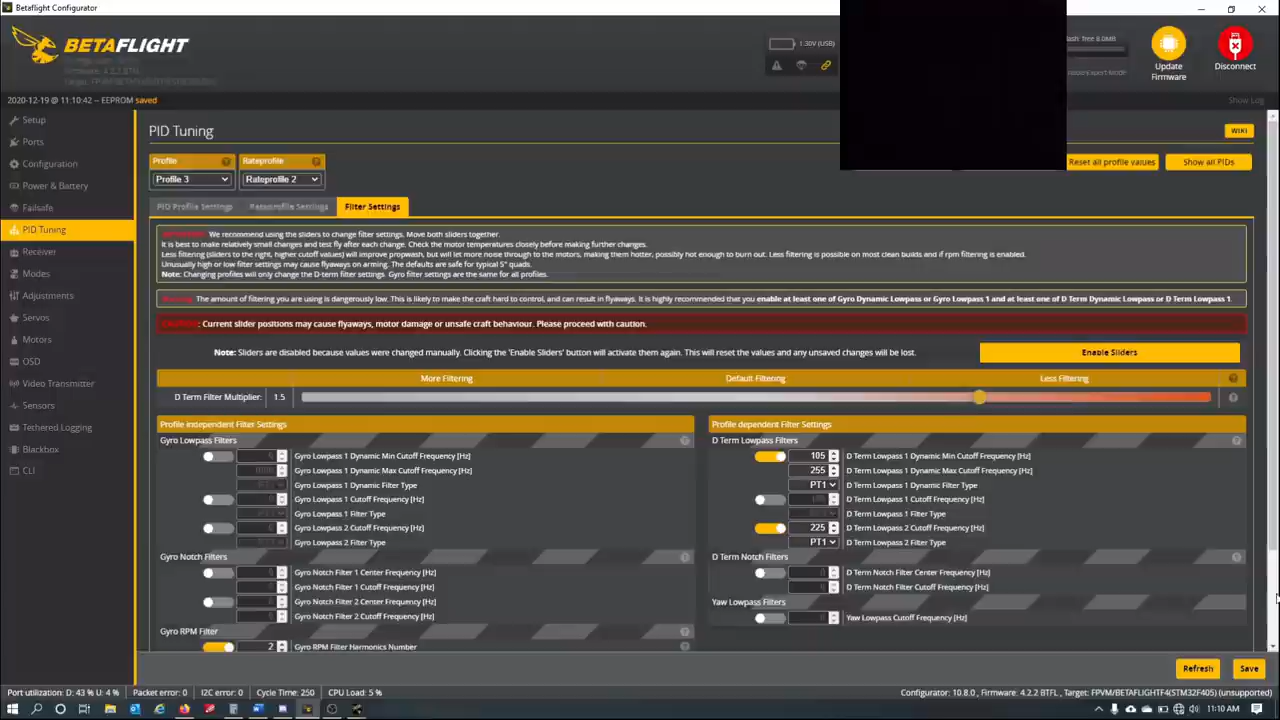 Betaflight Configurator
BETAFLIGHT
Firmware: 4.2.2 BTFL
1.30V (USB)
Update
Firmware
Disconnect
2020-12-19 @ 11:10:42 -- EEPROM saved
Show Log
Setup
Ports
Configuration
Power & Battery
Failsafe
PID Tuning
Receiver
Modes
Adjustments
Servos
Motors
OSD
Video Transmitter
Sensors
Tethered Logging
Blackbox
CLI
PID Tuning
WIKI
Profile
Rateprofile
Profile 3
Rateprofile 2
Reset all profile values
Show all PIDs
PID Profile Settings
Rateprofile Settings
Filter Settings
We recommend using the sliders to change filter settings. Move both sliders together.
It is best to make relatively small changes and test fly after each change. Check the motor temperatures closely before making further changes.
Less filtering (sliders to the right, higher cutoff values) will improve propwash, but will let more noise through to the motors, making them hotter, possibly hot enough to burn out. Less filtering is possible on most clean builds and if rpm filtering is enabled.
Unusually high or low filter settings may cause flyaways on arming. The defaults are safe for typical 5" quads.
Note: Changing profiles will only change the D-term filter settings. Gyro filter settings are the same for all profiles.
Warning: The amount of filtering you are using is dangerously low. This is likely to make the craft hard to control, and can result in flyaways. It is highly recommended that you enable at least one of Gyro Dynamic Lowpass or Gyro Lowpass 1 and at least one of D Term Dynamic Lowpass or D Term Lowpass 1.
CAUTION: Current slider positions may cause flyaways, motor damage or unsafe craft behaviour. Please proceed with caution.
Note: Sliders are disabled because values were changed manually. Clicking the 'Enable Sliders' button will activate them again. This will reset the values and any unsaved changes will be lost.
Enable Sliders
More Filtering
Default Filtering
Less Filtering
D Term Filter Multiplier: 1.5
Profile independent Filter Settings
Gyro Lowpass Filters
Gyro Lowpass 1 Dynamic Min Cutoff Frequency [Hz]
Gyro Lowpass 1 Dynamic Max Cutoff Frequency [Hz]
Gyro Lowpass 1 Dynamic Filter Type
Gyro Lowpass 1 Cutoff Frequency [Hz]
Gyro Lowpass 1 Filter Type
Gyro Lowpass 2 Cutoff Frequency [Hz]
Gyro Lowpass 2 Filter Type
Gyro Notch Filters
Gyro Notch Filter 1 Center Frequency [Hz]
Gyro Notch Filter 1 Cutoff Frequency [Hz]
Gyro Notch Filter 2 Center Frequency [Hz]
Gyro Notch Filter 2 Cutoff Frequency [Hz]
Gyro RPM Filter
2 Gyro RPM Filter Harmonics Number
Profile dependent Filter Settings
D Term Lowpass Filters
105 D Term Lowpass 1 Dynamic Min Cutoff Frequency [Hz]
255 D Term Lowpass 1 Dynamic Max Cutoff Frequency [Hz]
PT1 D Term Lowpass 1 Dynamic Filter Type
D Term Lowpass 1 Cutoff Frequency [Hz]
D Term Lowpass 1 Filter Type
225 D Term Lowpass 2 Cutoff Frequency [Hz]
PT1 D Term Lowpass 2 Filter Type
D Term Notch Filters
D Term Notch Filter Center Frequency [Hz]
D Term Notch Filter Cutoff Frequency [Hz]
Yaw Lowpass Filters
Yaw Lowpass Cutoff Frequency [Hz]
Refresh
Save
Port utilization: D: 43 % U: 4 %
Packet error: 0
I2C error: 0
Cycle Time: 250
CPU Load: 5 %
Configurator: 10.8.0 , Firmware: 4.2.2 BTFL, Target: FPVM/BETAFLIGHTF4(STM32F405) (unsupported)
11:10 AM